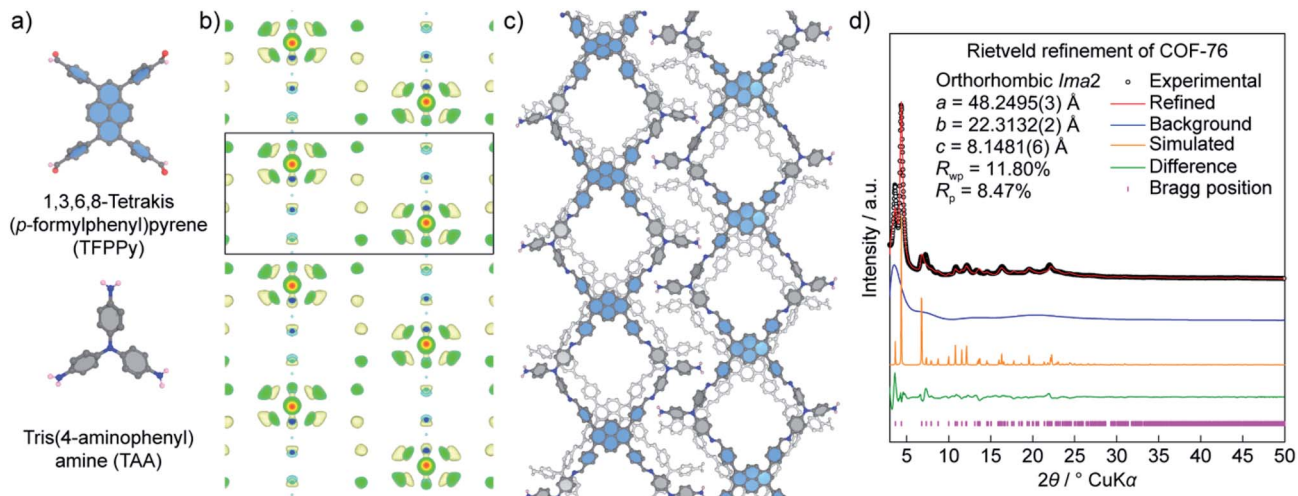 a)
1,3,6,8-Tetrakis
(p-formylphenyl)pyrene
(TFPPy)
Tris(4-aminophenyl)
amine (TAA)
b)
c)
d)
Rietveld refinement of COF-76
Orthorhombic Ima2
a = 48.2495(3) Å
b = 22.3132(2) Å
c = 8.1481(6) Å
Rwp = 11.80%
Rp = 8.47%
Experimental
Refined
Background
Simulated
Difference
Bragg position
Intensity / a.u.
5 10 15 20 25 30 35 40 45 50
2θ / ° CuKα